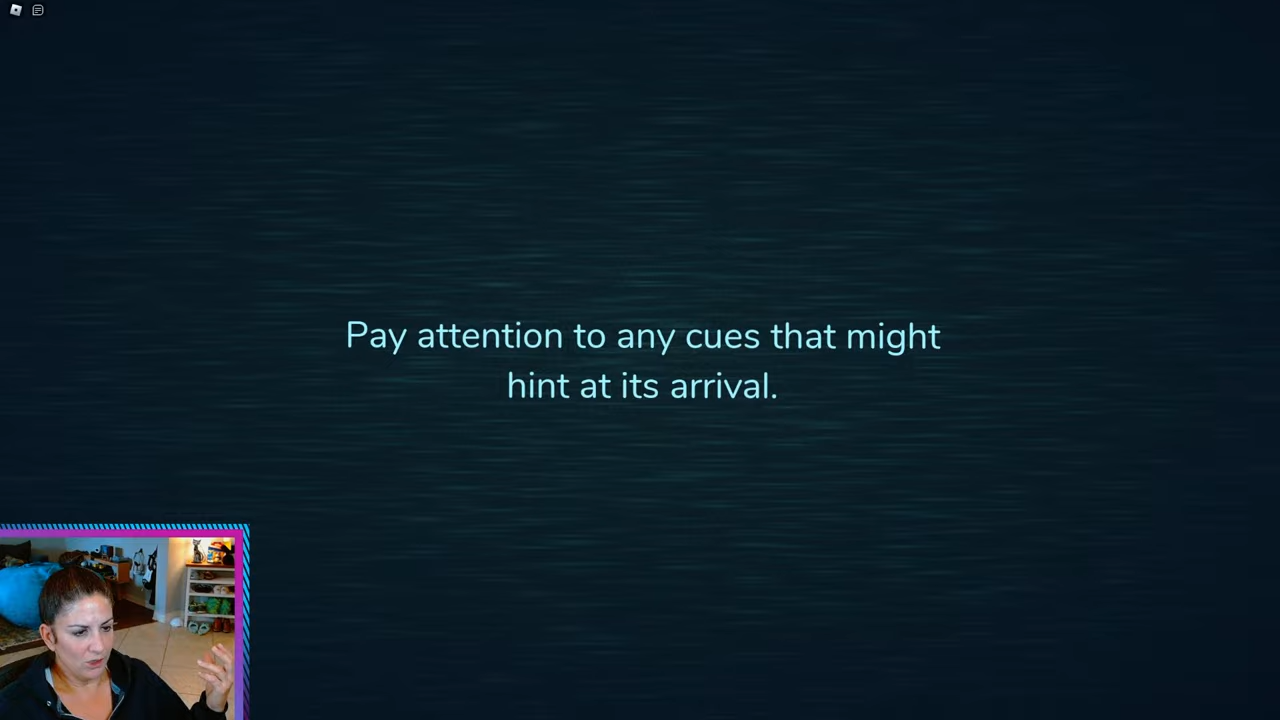 Pay attention to any cues that might
hint at its arrival.